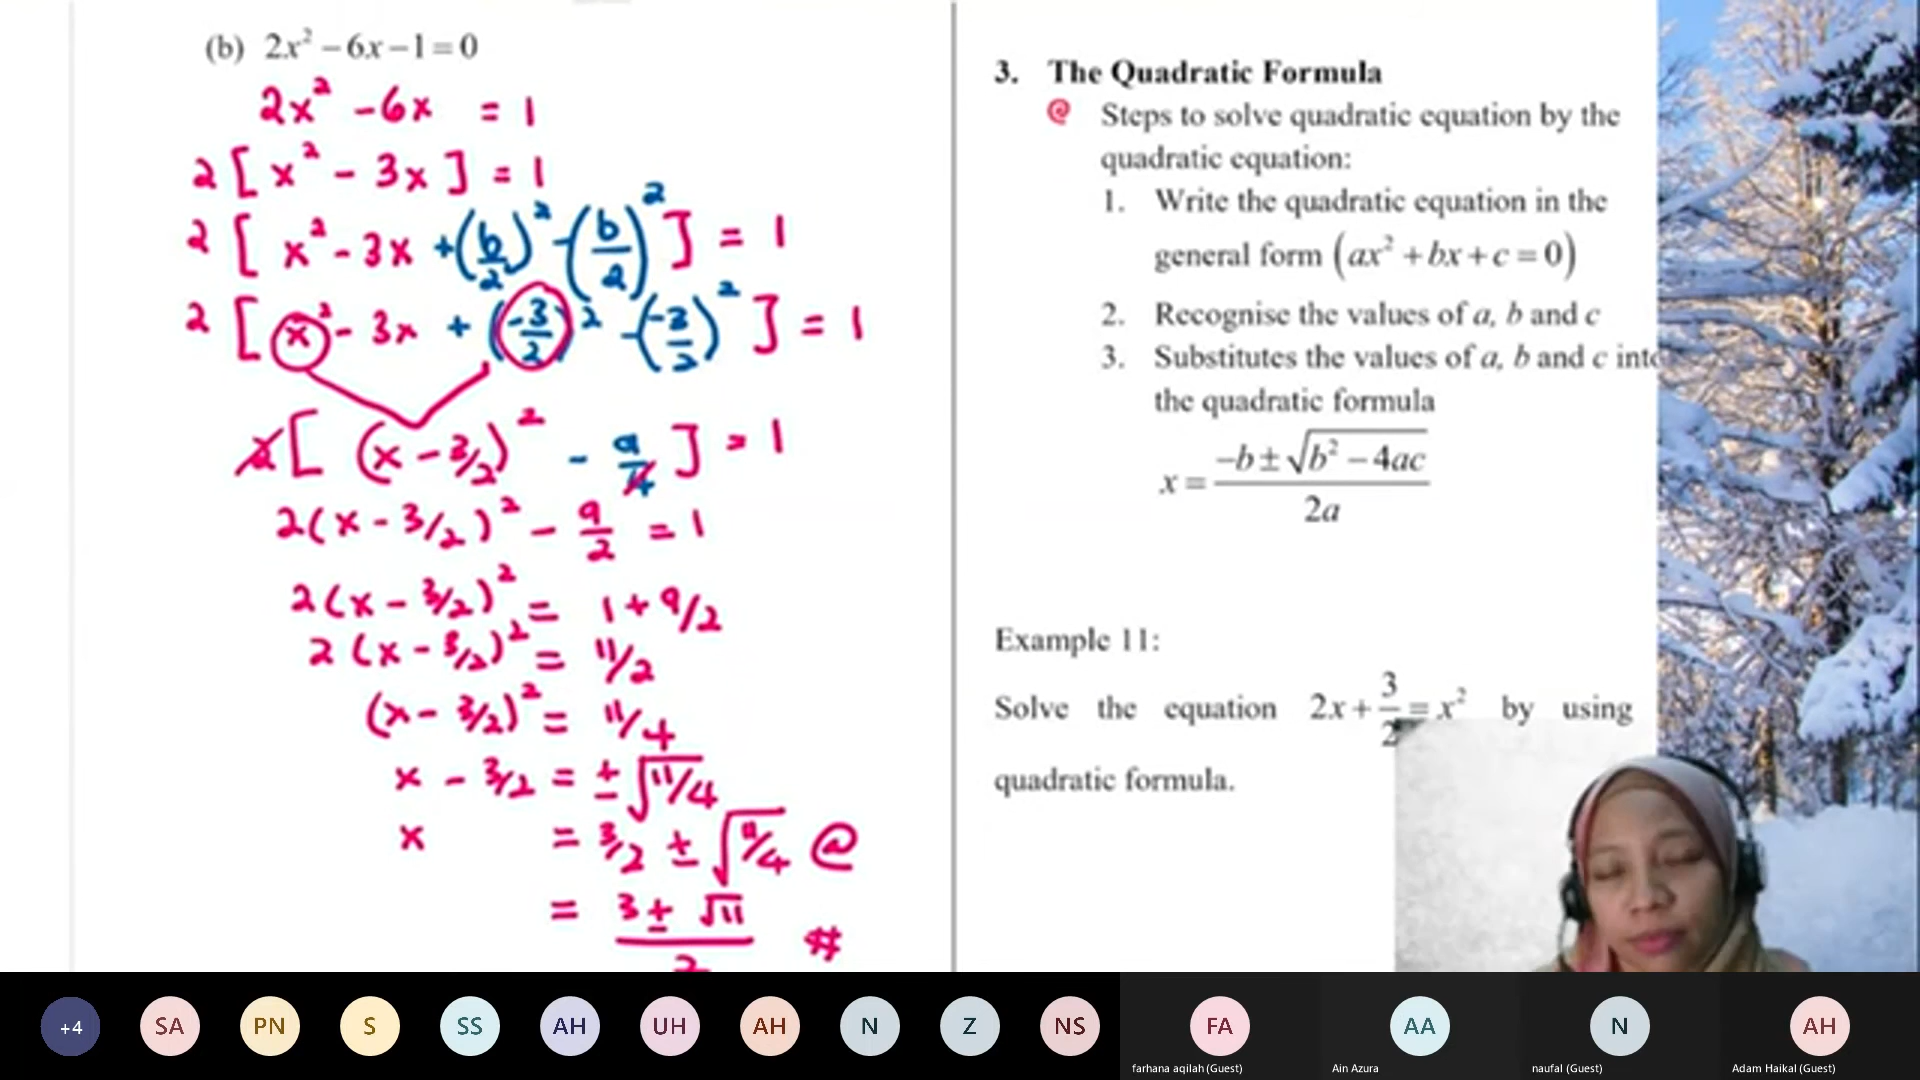 (b) 2x² – 6x – 1 = 0
2x² - 6x = 1
2 [ x² - 3x ] = 1
2 [ x² - 3x + (b/2)² - (b/2)² ] = 1
2 [ x² - 3x + (-3/2)² - (-3/2)² ] = 1
2 [ (x - 3/2)² - 9/4 ] = 1
2(x - 3/2)² - 9/2 = 1
2(x - 3/2)² = 1 + 9/2
2 (x - 3/2)² = 11/2
(x - 3/2)² = 11/4
x - 3/2 = ± √11/4
x = 3/2 ± √11/4 @
= 3 ± √11 / 2 #
3. The Quadratic Formula
@ Steps to solve quadratic equation by the
quadratic equation:
1. Write the quadratic equation in the
general form (ax² + bx + c = 0)
2. Recognise the values of a, b and c
3. Substitutes the values of a, b and c into
the quadratic formula
x = (-b ± √(b² – 4ac)) / 2a
Example 11:
Solve the equation 2x + 3/2 = x² by using
quadratic formula.
+4 SA PN S SS AH UH AH N Z NS FA AA N AH
farhana aqilah (Guest) Ain Azura naufal (Guest) Adam Haikal (Guest)